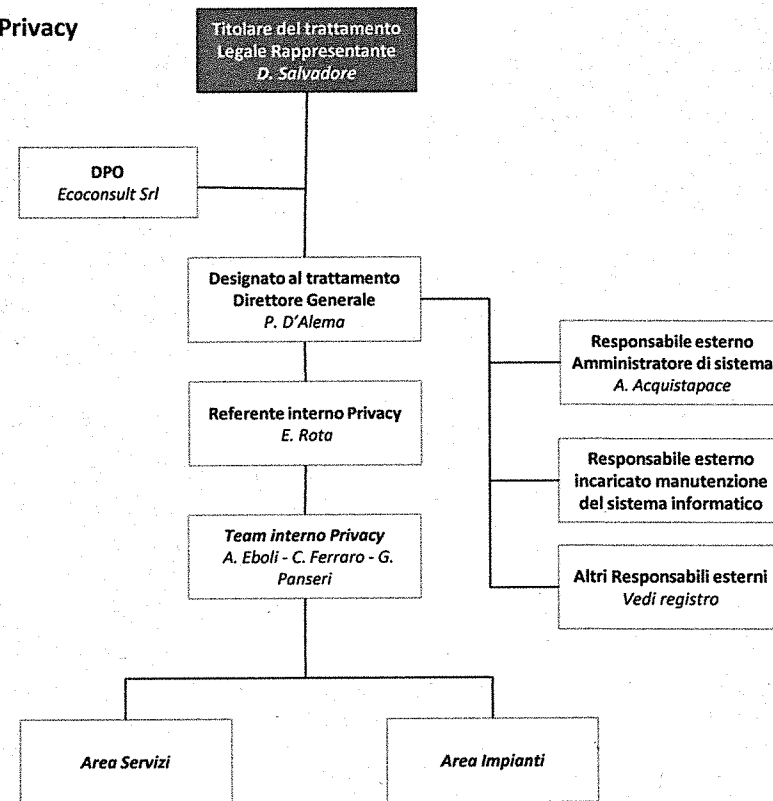 Privacy
Titolare del trattamento
Legale Rappresentante
D. Salvadore
DPO
Ecoconsult Srl
Designato al trattamento
Direttore Generale
P. D'Alema
Responsabile esterno
Amministratore di sistema
A. Acquistapace
Referente interno Privacy
E. Rota
Responsabile esterno
incaricato manutenzione
del sistema informatico
Team interno Privacy
A. Eboli - C. Ferraro - G.
Panseri
Altri Responsabili esterni
Vedi registro
Area Servizi
Area Impianti